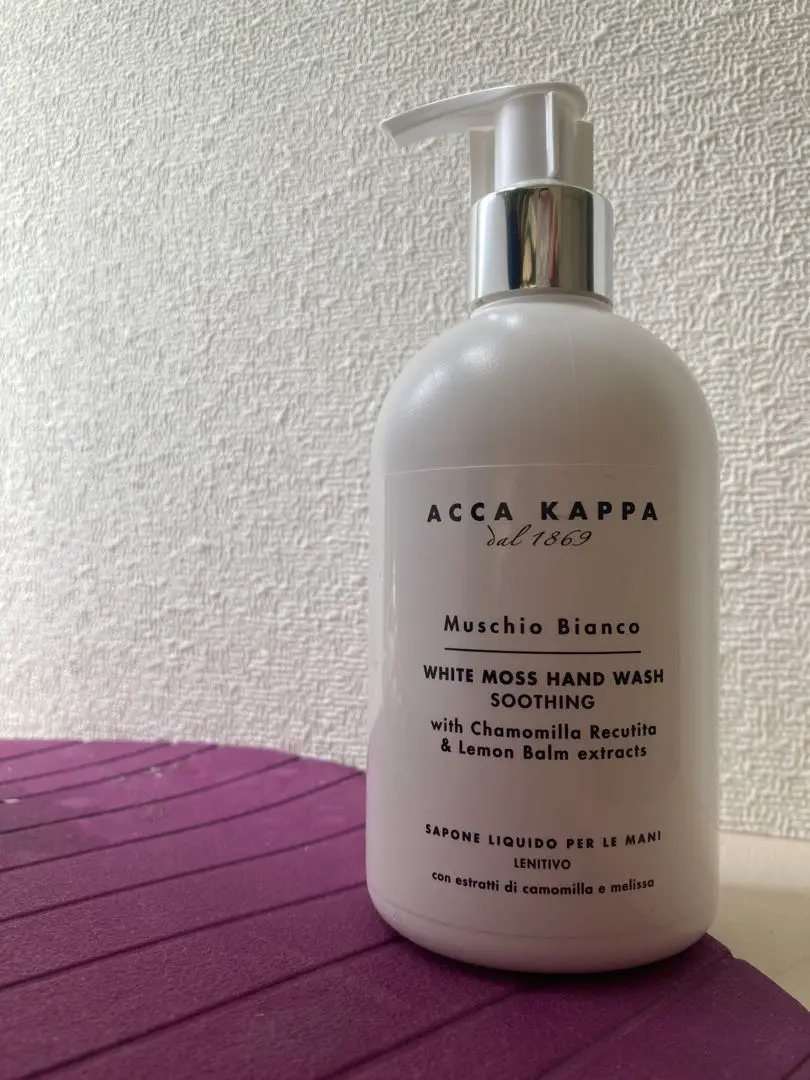 ACCA KAPPA
dal 1869
Muschio Bianco
WHITE MOSS HAND WASH
SOOTHING
with Chamomilla Recutita
& Lemon Balm extracts
SAPONE LIQUIDO PER LE MANI
LENITIVO
con estratti di camomilla e melissa